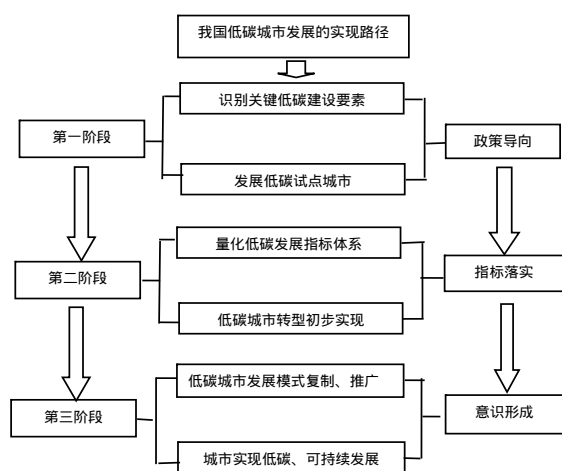 我国低碳城市发展的实现路径
识别关键低碳建设要素
第一阶段
政策导向
发展低碳试点城市
量化低碳发展指标体系
第二阶段
指标落实
低碳城市转型初步实现
低碳城市发展模式复制、推广
第三阶段
意识形成
城市实现低碳、可持续发展